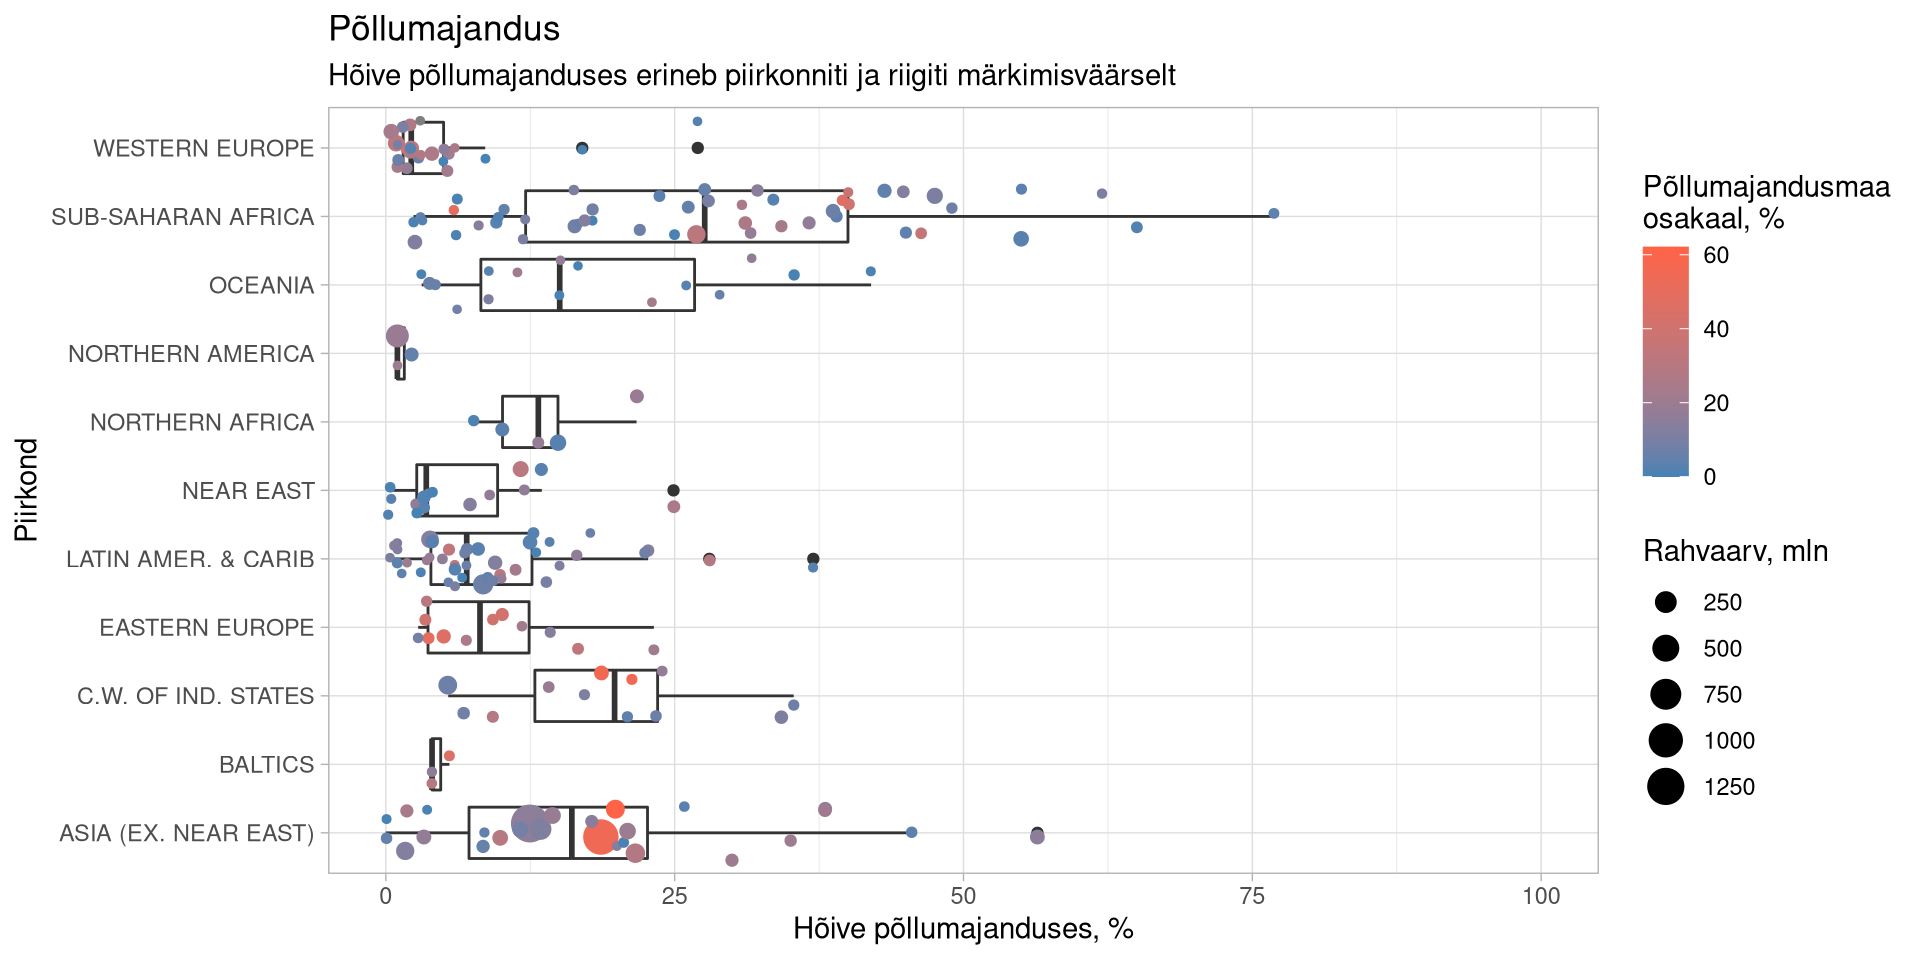 Põllumajandus
Hõive põllumajanduses erineb piirkonniti ja riigiti märkimisväärselt
Piirkond
WESTERN EUROPE
SUB-SAHARAN AFRICA
OCEANIA
NORTHERN AMERICA
NORTHERN AFRICA
NEAR EAST
LATIN AMER. & CARIB
EASTERN EUROPE
C.W. OF IND. STATES
BALTICS
ASIA (EX. NEAR EAST)
0 25 50 75 100
Hõive põllumajanduses, %
Põllumajandusmaa
osakaal, %
60
40
20
0
Rahvaarv, mln
250
500
750
1000
1250